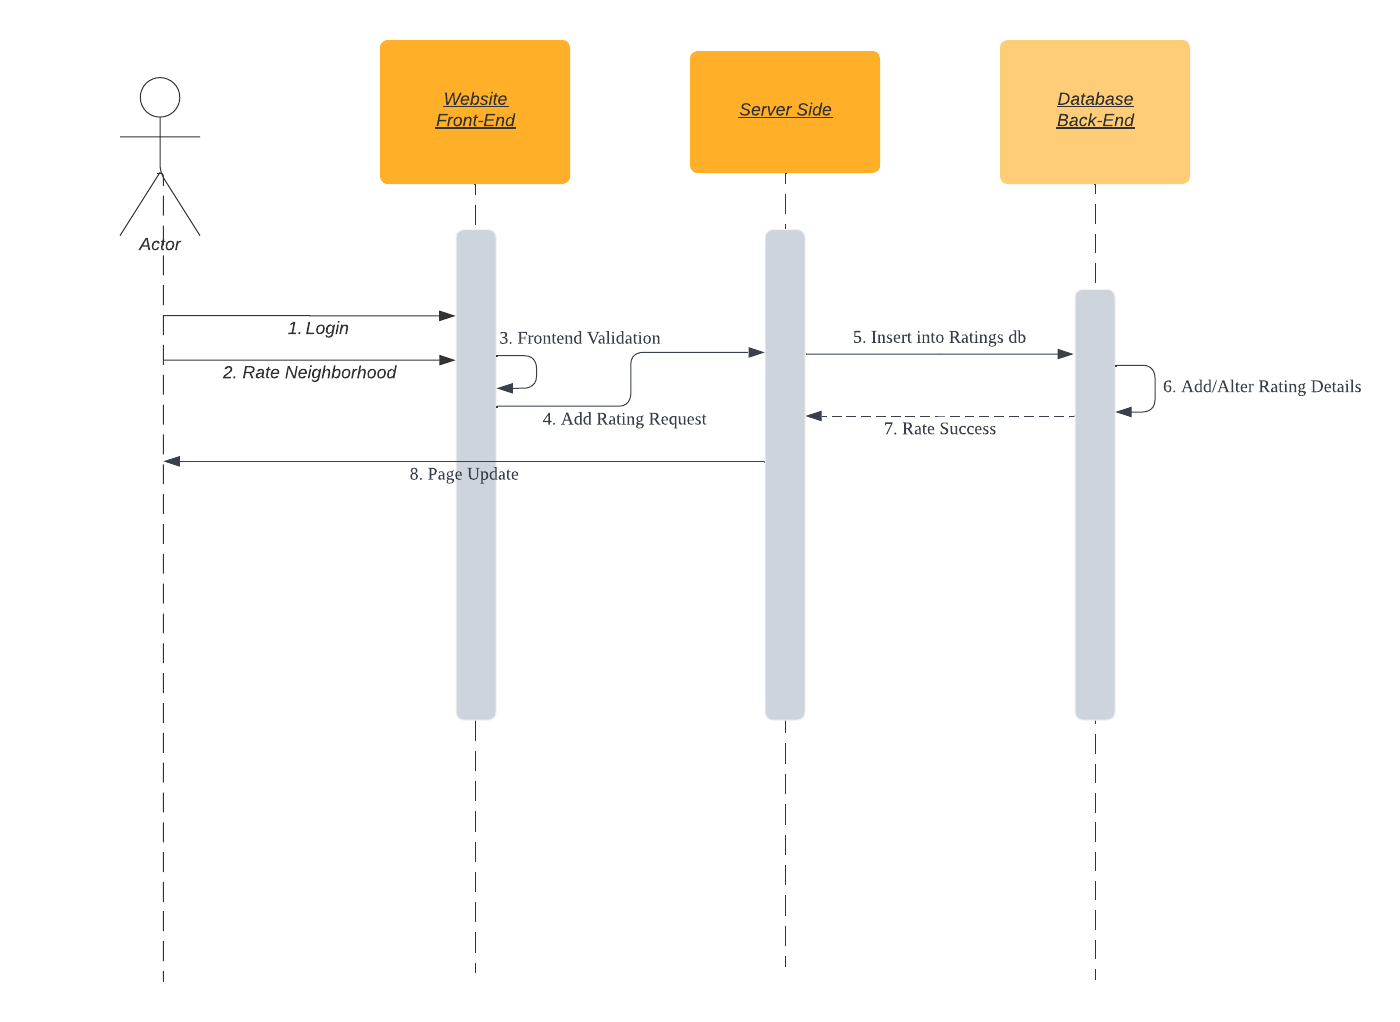 Website
Front-End
Server Side
Database
Back-End
Actor
1. Login
2. Rate Neighborhood
3. Frontend Validation
4. Add Rating Request
5. Insert into Ratings db
6. Add/Alter Rating Details
7. Rate Success
8. Page Update